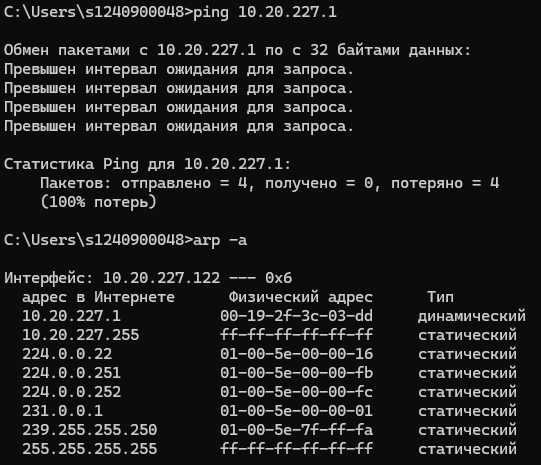 C:\Users\s1240900048>ping 10.20.227.1
Обмен пакетами с 10.20.227.1 по с 32 байтами данных:
Превышен интервал ожидания для запроса.
Превышен интервал ожидания для запроса.
Превышен интервал ожидания для запроса.
Превышен интервал ожидания для запроса.
Статистика Ping для 10.20.227.1:
Пакетов: отправлено = 4, получено = 0, потеряно = 4
(100% потерь)
C:\Users\s1240900048>arp -a
Интерфейс: 10.20.227.122 --- 0x6
адрес в Интернете Физический адрес Тип
10.20.227.1 00-19-2f-3c-03-dd динамический
10.20.227.255 ff-ff-ff-ff-ff-ff статический
224.0.0.22 01-00-5e-00-00-16 статический
224.0.0.251 01-00-5e-00-00-fb статический
224.0.0.252 01-00-5e-00-00-fc статический
231.0.0.1 01-00-5e-00-00-01 статический
239.255.255.250 01-00-5e-7f-ff-fa статический
255.255.255.255 ff-ff-ff-ff-ff-ff статический